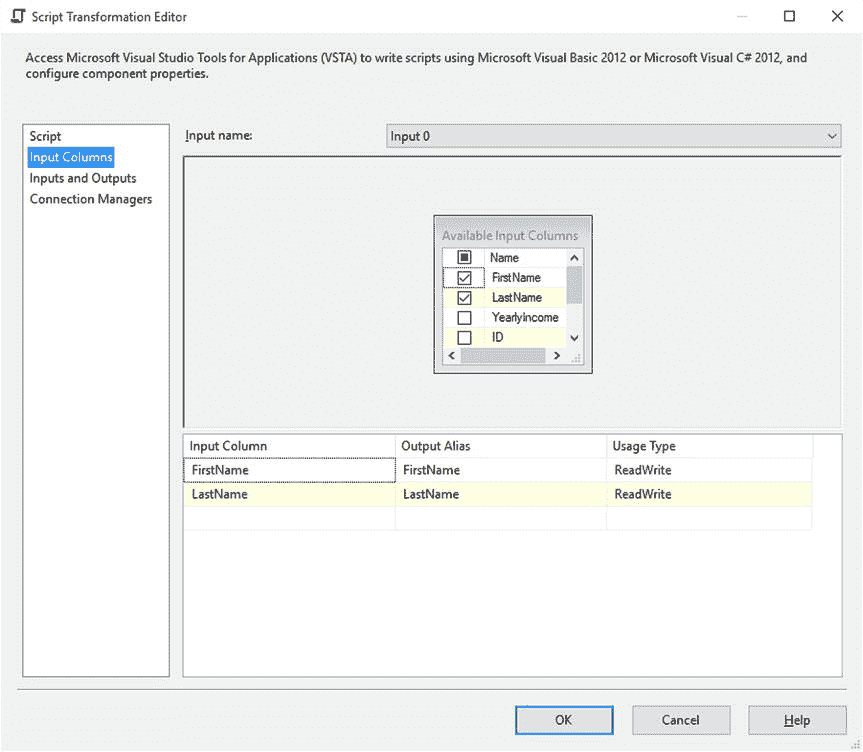 Script Transformation Editor
Access Microsoft Visual Studio Tools for Applications (VSTA) to write scripts using Microsoft Visual Basic 2012 or Microsoft Visual C# 2012, and
configure component properties.
Script
Input Columns
Inputs and Outputs
Connection Managers
Input name:
Input 0
Available Input Columns
Name
FirstName
LastName
YearlyIncome
ID
Input Column Output Alias Usage Type
FirstName FirstName ReadWrite
LastName LastName ReadWrite
OK Cancel Help